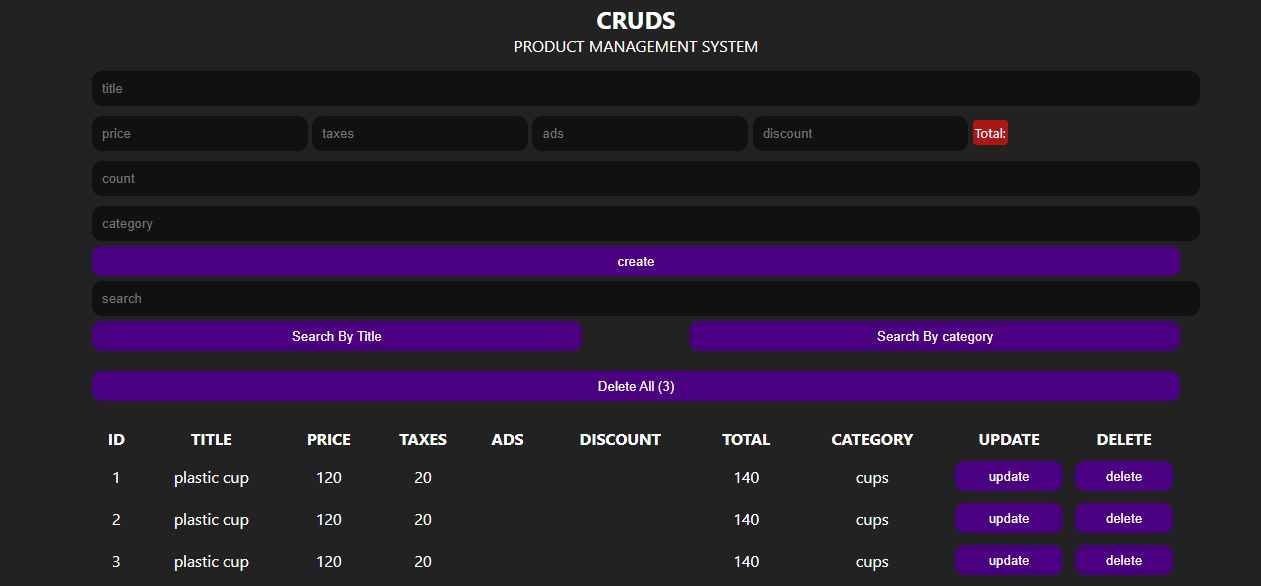 CRUDS
PRODUCT MANAGEMENT SYSTEM
title
price taxes ads discount Total:
count
category
create
search
Search By Title Search By category
Delete All (3)
ID TITLE PRICE TAXES ADS DISCOUNT TOTAL CATEGORY UPDATE DELETE
1 plastic cup 120 20 140 cups update delete
2 plastic cup 120 20 140 cups update delete
3 plastic cup 120 20 140 cups update delete